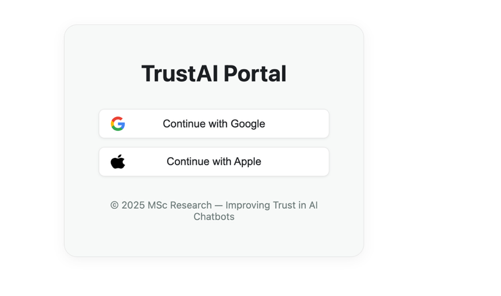 TrustAI Portal
Continue with Google
Continue with Apple
© 2025 MSc Research — Improving Trust in AI
Chatbots